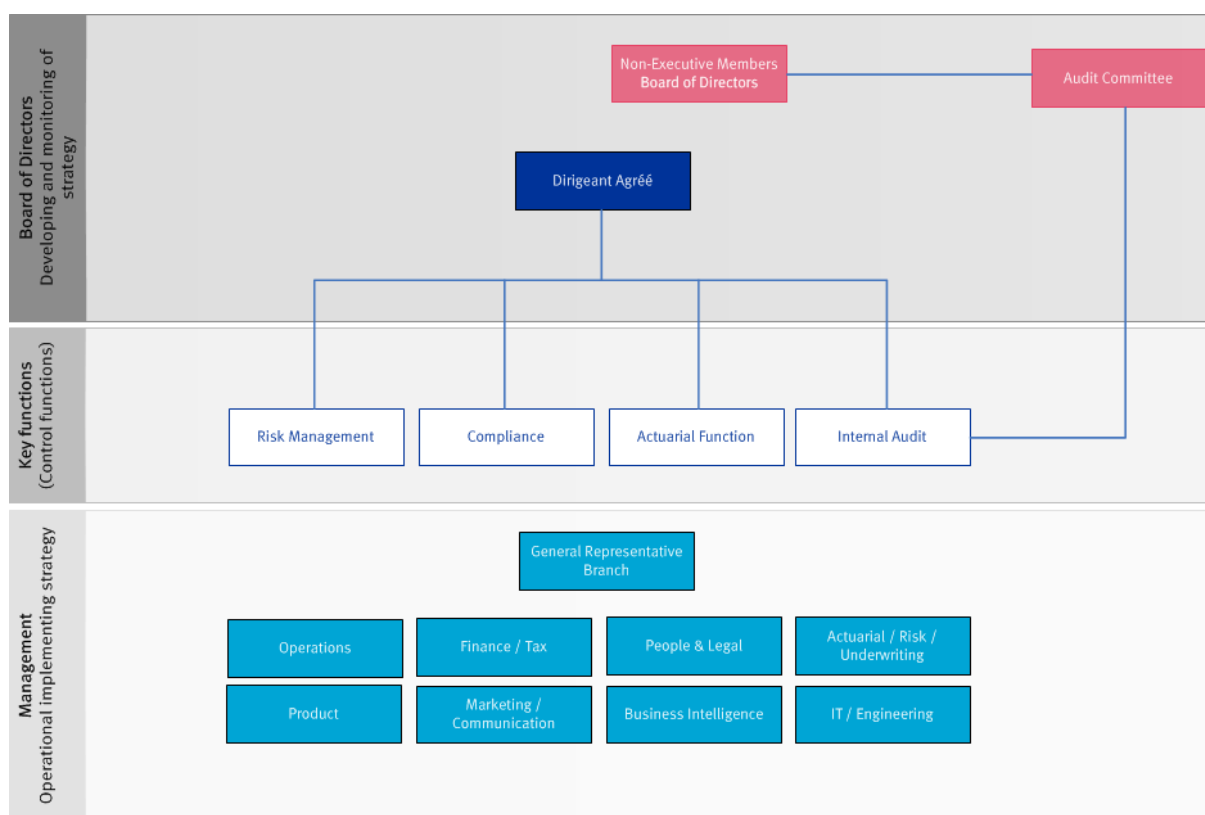 Board of Directors
Developing and monitoring of
strategy
Non-Executive Members
Board of Directors
Audit Committee
Dirigeant Agréé
Key functions
(Control functions)
Risk Management
Compliance
Actuarial Function
Internal Audit
Management
Operational implementing strategy
General Representative
Branch
Operations
Finance / Tax
People & Legal
Actuarial / Risk /
Underwriting
Product
Marketing /
Communication
Business Intelligence
IT / Engineering